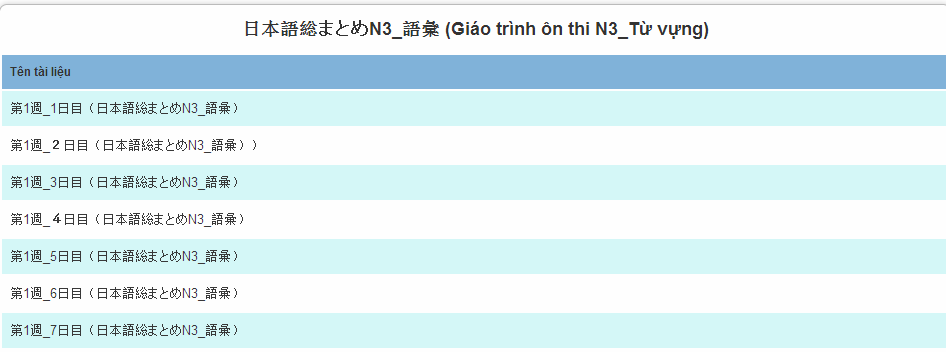 日本語総まとめN3_語彙 (Giáo trình ôn thi N3_Từ vựng)
Tên tài liệu
第1週_1日目（日本語総まとめN3_語彙）
第1週_２日目（日本語総まとめN3_語彙））
第1週_3日目（日本語総まとめN3_語彙）
第1週_４日目（日本語総まとめN3_語彙）
第1週_5日目（日本語総まとめN3_語彙）
第1週_6日目（日本語総まとめN3_語彙）
第1週_7日目（日本語総まとめN3_語彙）